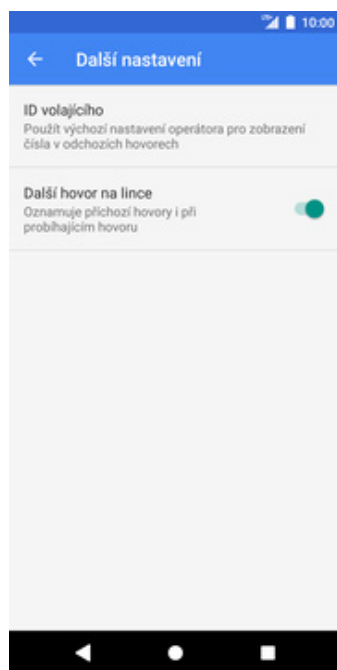 10:00
Další nastavení
ID volajícího
Použít výchozí nastavení operátora pro zobrazení
čísla v odchozích hovorech
Další hovor na lince
Oznamuje příchozí hovory i při
probíhajícím hovoru